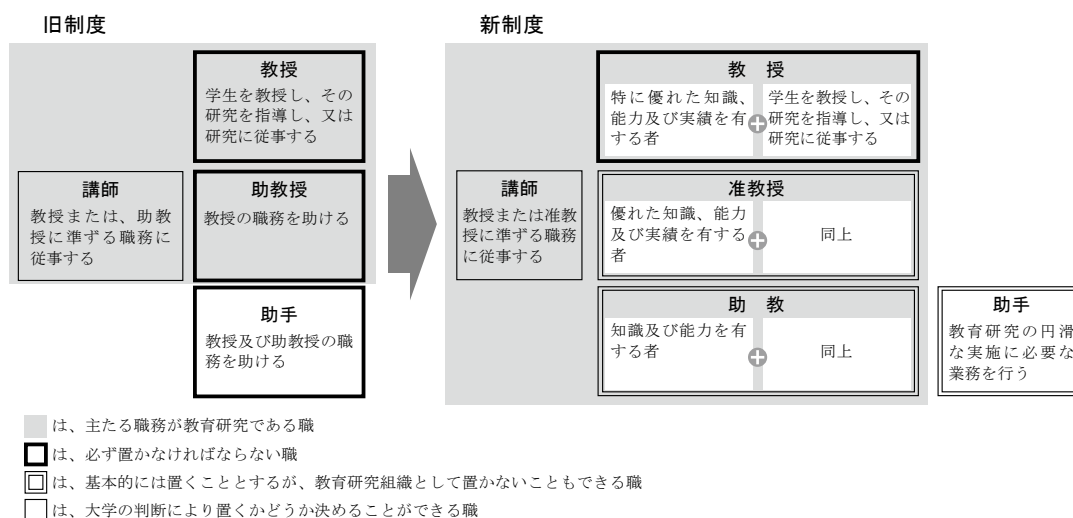 旧制度
教授
学生を教授し、その
研究を指導し、又は
研究に従事する
講師
教授または、助教
授に準ずる職務に
従事する
助教授
教授の職務を助ける
助手
教授及び助教授の職
務を助ける
新制度
教 授
特に優れた知識、
能力及び実績を有
する者
学生を教授し、その
研究を指導し、又は
研究に従事する
講師
教授または准教
授に準ずる職務
に従事する
准教授
優れた知識、能力
及び実績を有する
者
同上
助 教
知識及び能力を有
する者
同上
助手
教育研究の円滑
な実施に必要な
業務を行う
は、主たる職務が教育研究である職
は、必ず置かなければならない職
は、基本的には置くこととするが、教育研究組織として置かないこともできる職
は、大学の判断により置くかどうか決めることができる職